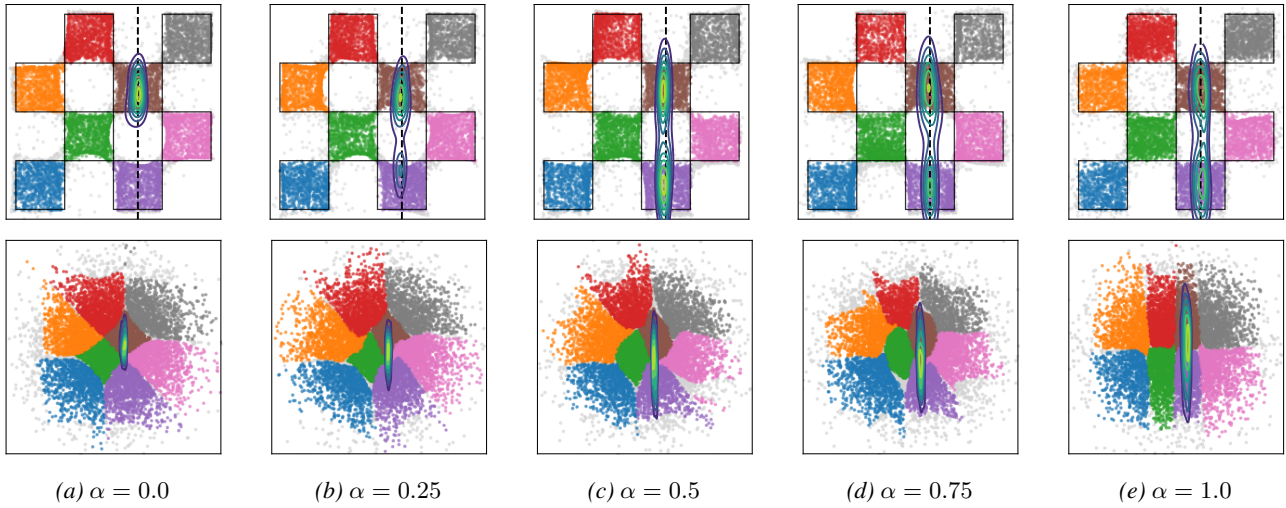 (a) α = 0.0
(b) α = 0.25
(c) α = 0.5
(d) α = 0.75
(e) α = 1.0